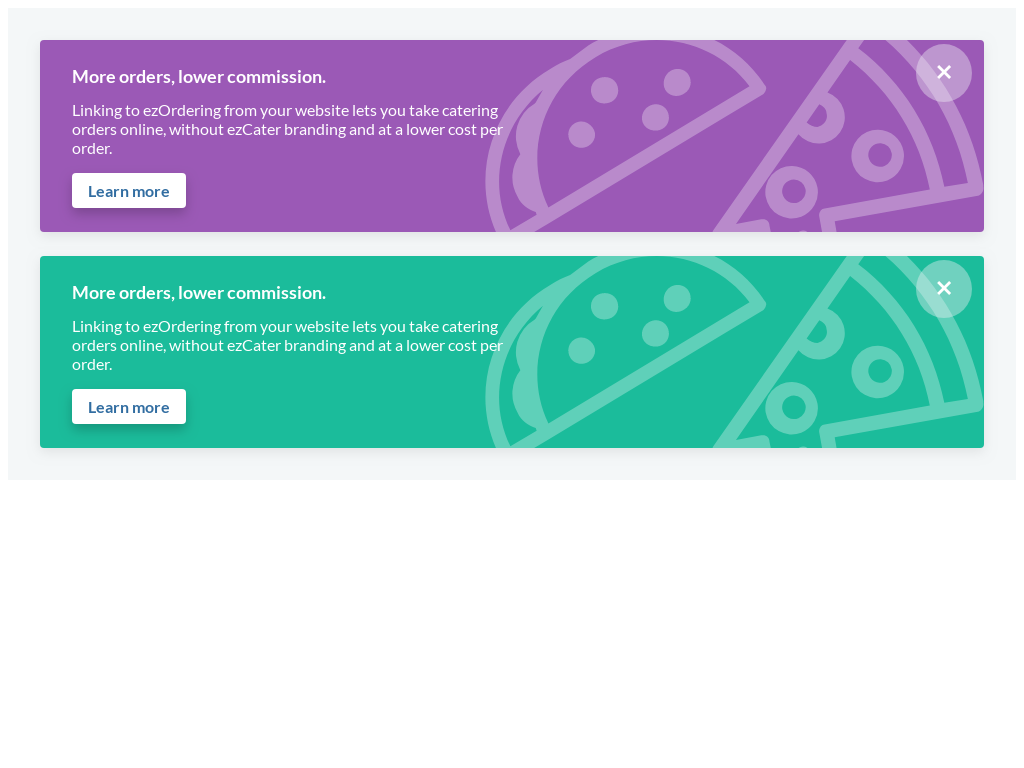 More orders, lower commission.
Linking to ezOrdering from your website lets you take catering
orders online, without ezCater branding and at a lower cost per
order.
Learn more
More orders, lower commission.
Linking to ezOrdering from your website lets you take catering
orders online, without ezCater branding and at a lower cost per
order.
Learn more